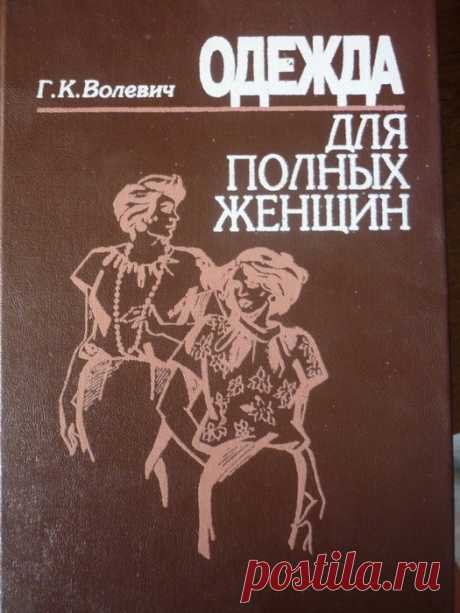 Г.К.Волевич
ОДЕЖДА
ДЛЯ
ПОЛНЫХ
ЖЕНЩИН
postila.ru